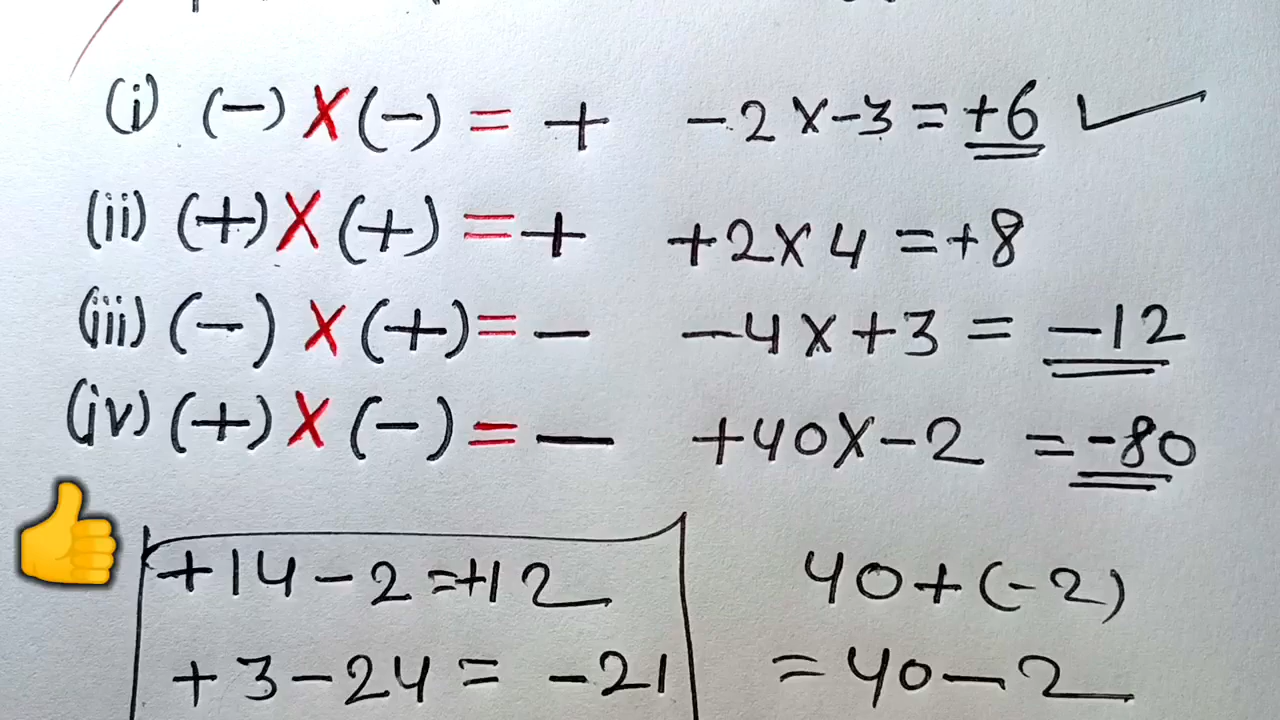 (i) (-) X (-) = + -2 X -3 = +6
(ii) (+) X (+) = + +2 X 4 = +8
(iii) (-) X (+) = - -4 X +3 = -12
(iv) (+) X (-) = - +40 X -2 = -80
+14 - 2 = +12
+3 - 24 = -21
40 + (-2)
= 40 - 2